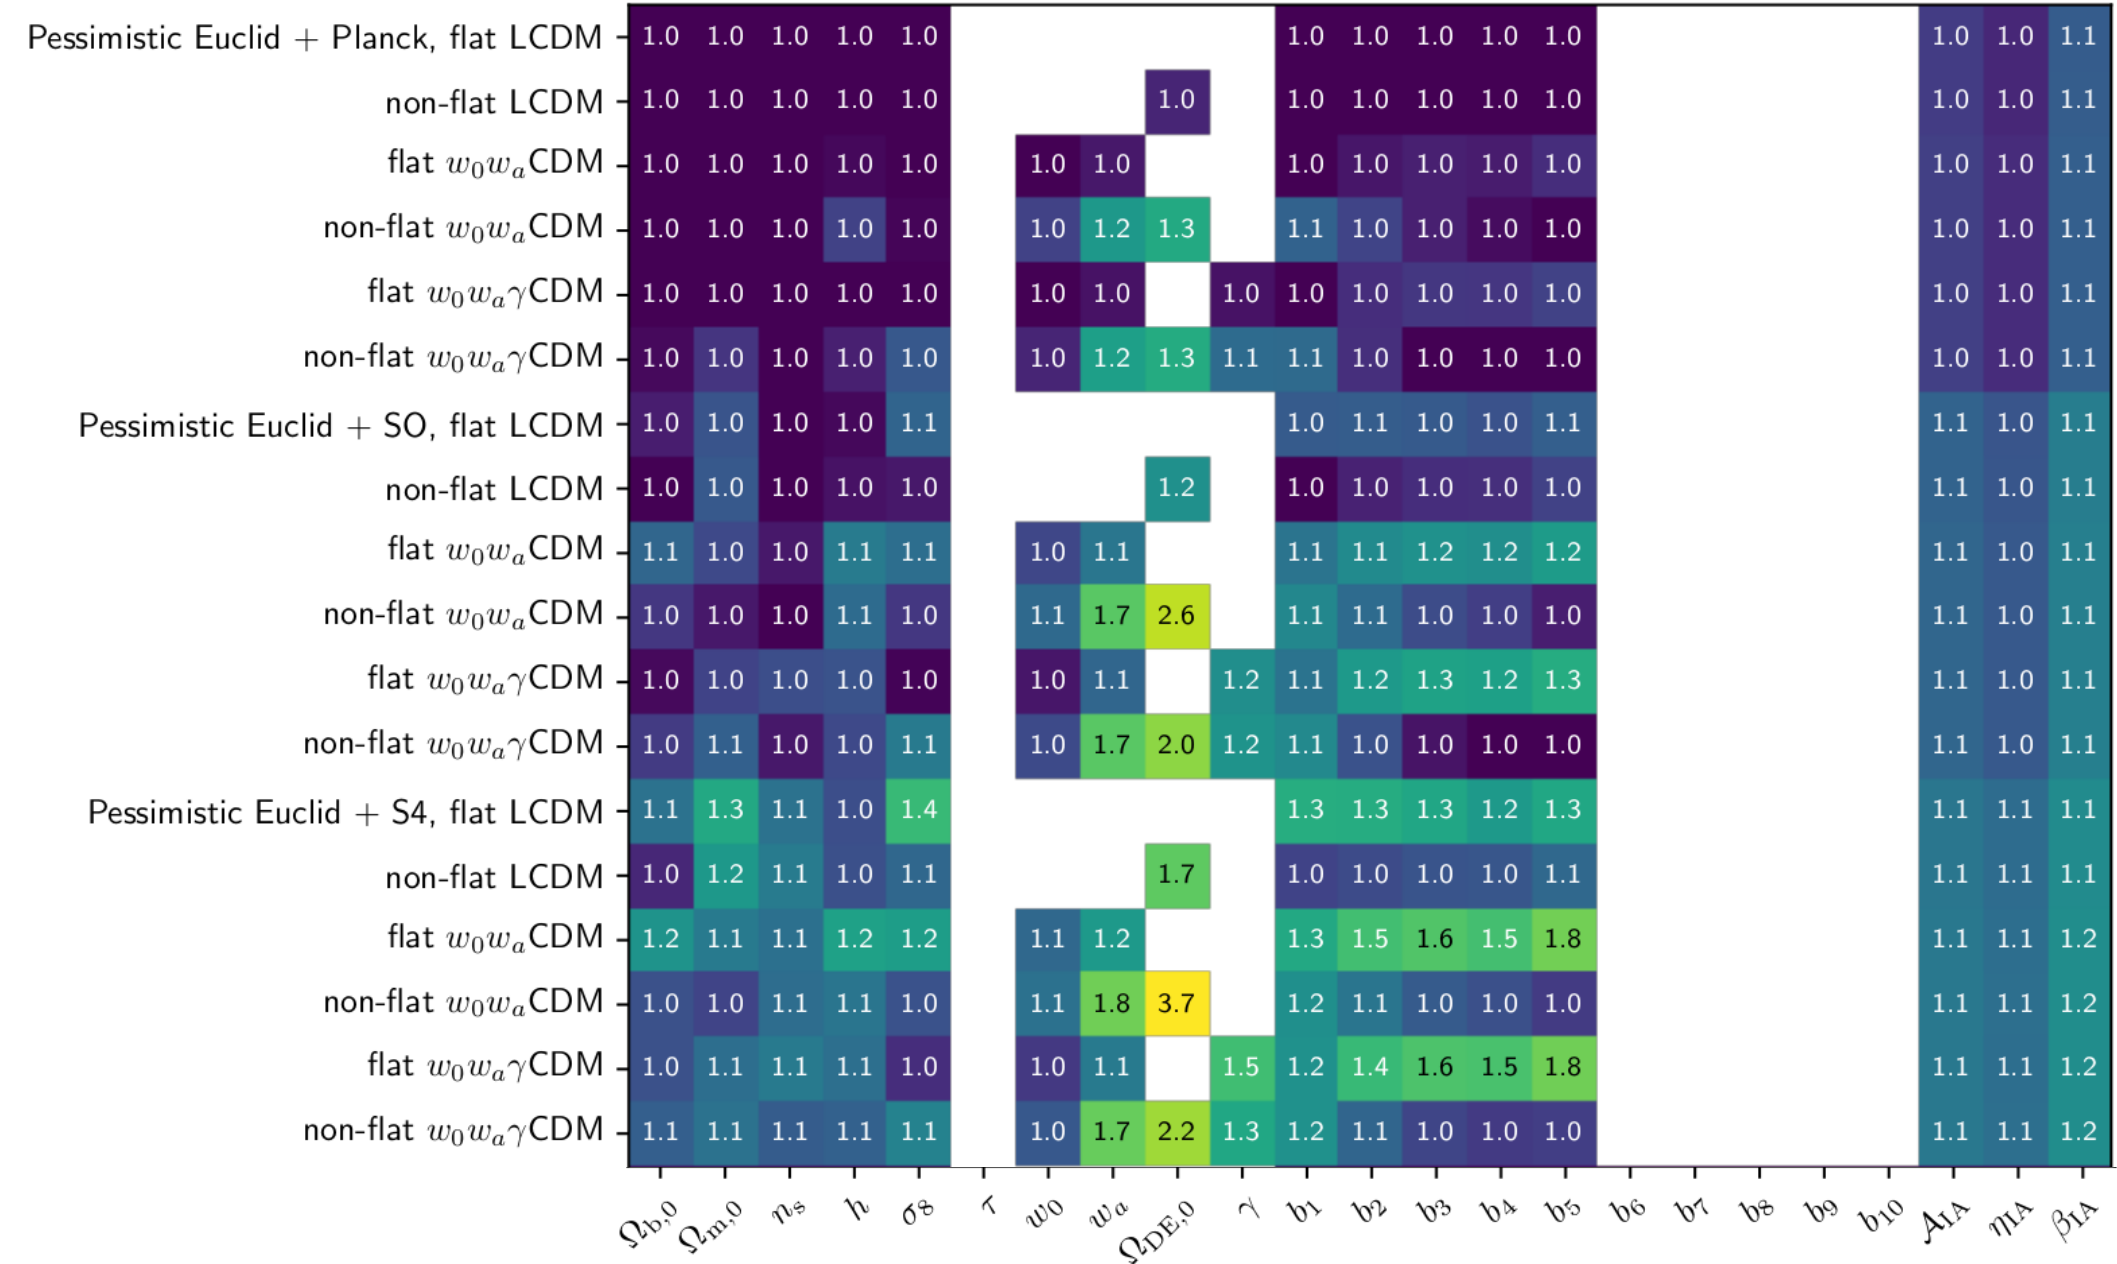 Pessimistic Euclid + Planck, flat LCDM 1.0 1.0 1.0 1.0 1.0 1.0 1.0 1.0 1.0 1.0 1.0 1.0 1.1
non-flat LCDM 1.0 1.0 1.0 1.0 1.0 1.0 1.0 1.0 1.0 1.0 1.0 1.0 1.0 1.1
flat w₀wₐCDM 1.0 1.0 1.0 1.0 1.0 1.0 1.0 1.0 1.0 1.0 1.0 1.0 1.0 1.0 1.1
non-flat w₀wₐCDM 1.0 1.0 1.0 1.0 1.0 1.0 1.2 1.3 1.1 1.0 1.0 1.0 1.0 1.0 1.0 1.1
flat w₀wₐγCDM 1.0 1.0 1.0 1.0 1.0 1.0 1.0 1.0 1.0 1.0 1.0 1.0 1.0 1.0 1.0 1.1
non-flat w₀wₐγCDM 1.0 1.0 1.0 1.0 1.0 1.0 1.2 1.3 1.1 1.1 1.0 1.0 1.0 1.0 1.0 1.0 1.1
Pessimistic Euclid + SO, flat LCDM 1.0 1.0 1.0 1.0 1.1 1.0 1.1 1.0 1.0 1.1 1.1 1.0 1.1
non-flat LCDM 1.0 1.0 1.0 1.0 1.0 1.2 1.0 1.0 1.0 1.0 1.0 1.1 1.0 1.1
flat w₀wₐCDM 1.1 1.0 1.0 1.1 1.1 1.0 1.1 1.1 1.1 1.2 1.2 1.2 1.1 1.0 1.1
non-flat w₀wₐCDM 1.0 1.0 1.0 1.1 1.0 1.1 1.7 2.6 1.1 1.1 1.0 1.0 1.0 1.1 1.0 1.1
flat w₀wₐγCDM 1.0 1.0 1.0 1.0 1.0 1.0 1.1 1.2 1.1 1.2 1.3 1.2 1.3 1.1 1.0 1.1
non-flat w₀wₐγCDM 1.0 1.1 1.0 1.0 1.1 1.0 1.7 2.0 1.2 1.1 1.0 1.0 1.0 1.0 1.1 1.0 1.1
Pessimistic Euclid + S4, flat LCDM 1.1 1.3 1.1 1.0 1.4 1.3 1.3 1.3 1.2 1.3 1.1 1.1 1.1
non-flat LCDM 1.0 1.2 1.1 1.0 1.1 1.7 1.0 1.0 1.0 1.0 1.1 1.1 1.1 1.1
flat w₀wₐCDM 1.2 1.1 1.1 1.2 1.2 1.1 1.2 1.3 1.5 1.6 1.5 1.8 1.1 1.1 1.2
non-flat w₀wₐCDM 1.0 1.0 1.1 1.1 1.0 1.1 1.8 3.7 1.2 1.1 1.0 1.0 1.0 1.1 1.1 1.2
flat w₀wₐγCDM 1.0 1.1 1.1 1.1 1.0 1.0 1.1 1.5 1.2 1.4 1.6 1.5 1.8 1.1 1.1 1.2
non-flat w₀wₐγCDM 1.1 1.1 1.1 1.1 1.1 1.0 1.7 2.2 1.3 1.2 1.1 1.0 1.0 1.0 1.1 1.1 1.2
Ω_b,0 Ω_m,0 n_s h σ₈ τ w₀ wₐ Ω_DE,0 γ b₁ b₂ b₃ b₄ b₅ b₆ b₇ b₈ b₉ b₁₀ 𝒜_IA η_IA β_IA